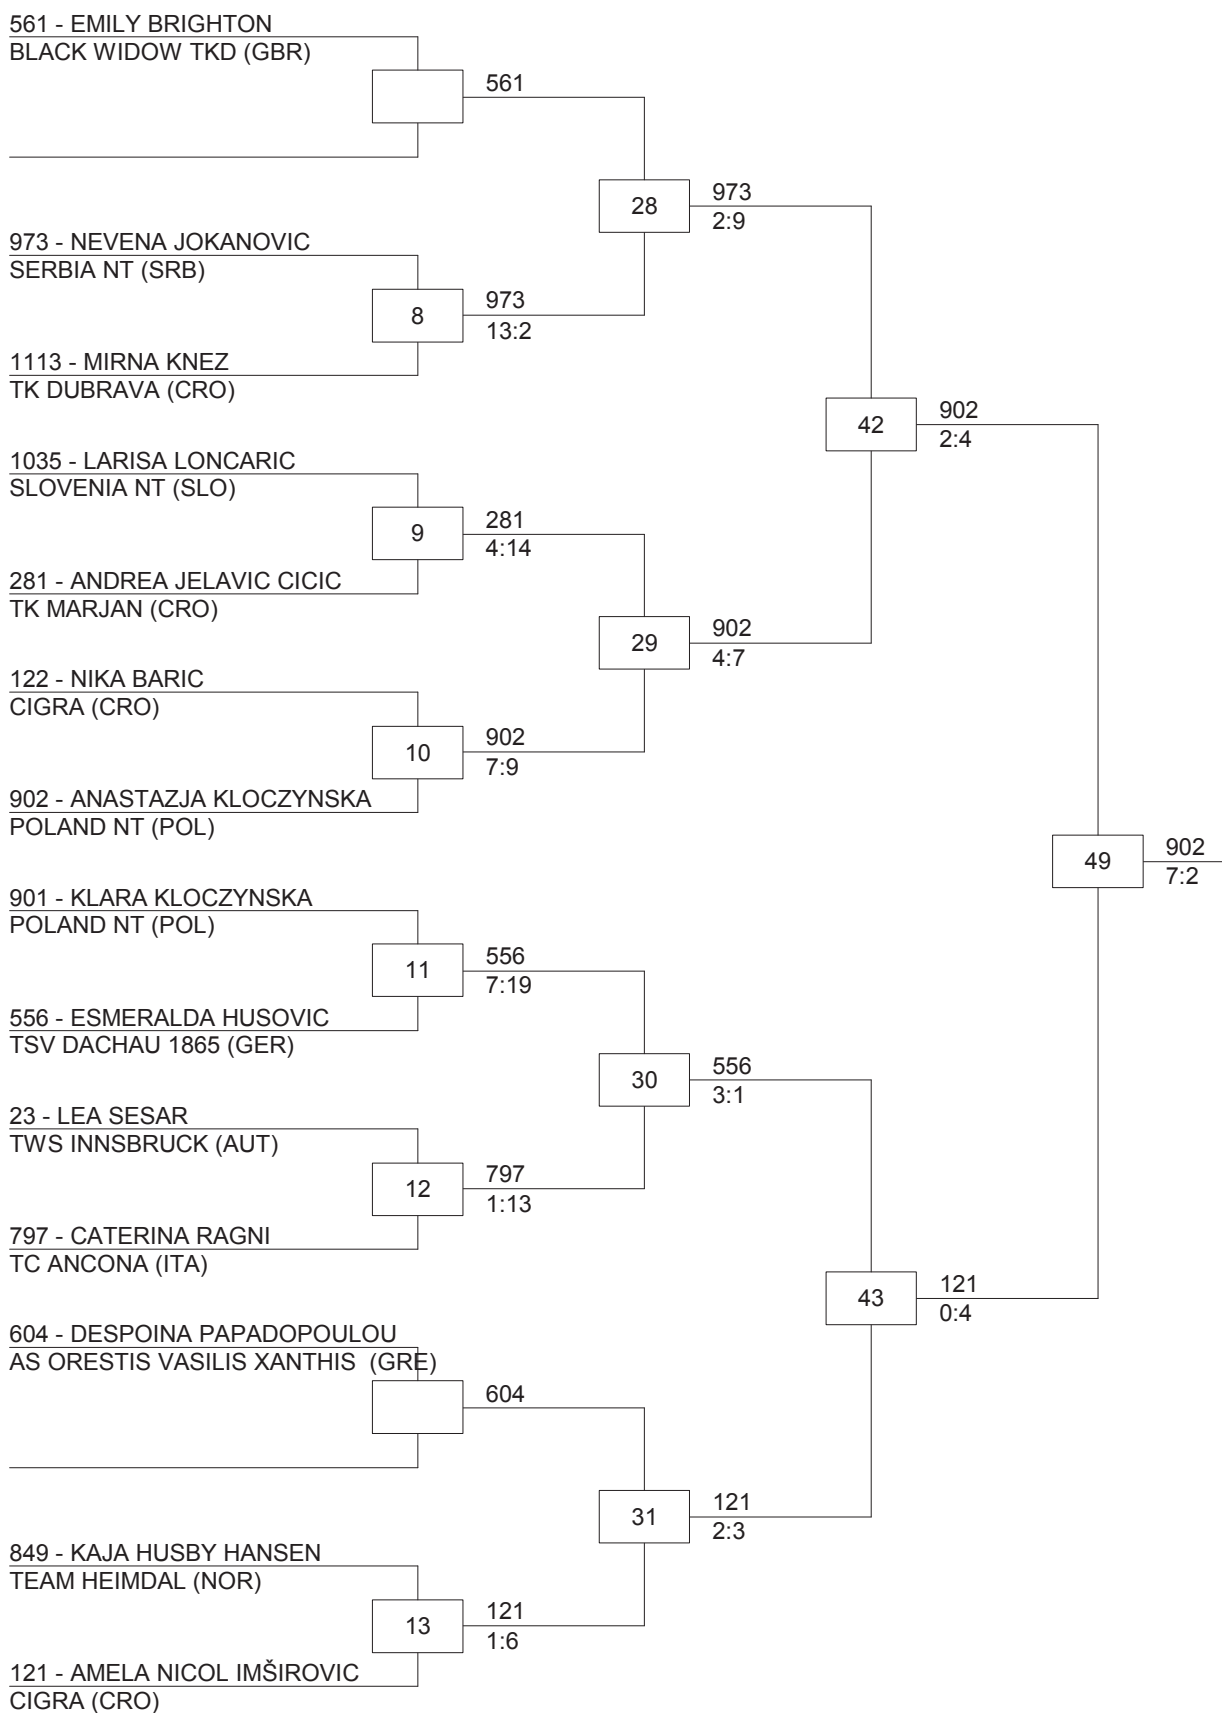 561 - EMILY BRIGHTON
BLACK WIDOW TKD (GBR)
561
28
973
2:9
973 - NEVENA JOKANOVIC
SERBIA NT (SRB)
8
973
13:2
1113 - MIRNA KNEZ
TK DUBRAVA (CRO)
42
902
2:4
1035 - LARISA LONCARIC
SLOVENIA NT (SLO)
9
281
4:14
281 - ANDREA JELAVIC CICIC
TK MARJAN (CRO)
29
902
4:7
122 - NIKA BARIC
CIGRA (CRO)
10
902
7:9
902 - ANASTAZJA KLOCZYNSKA
POLAND NT (POL)
49
902
7:2
901 - KLARA KLOCZYNSKA
POLAND NT (POL)
11
556
7:19
556 - ESMERALDA HUSOVIC
TSV DACHAU 1865 (GER)
30
556
3:1
23 - LEA SESAR
TWS INNSBRUCK (AUT)
12
797
1:13
797 - CATERINA RAGNI
TC ANCONA (ITA)
43
121
0:4
604 - DESPOINA PAPADOPOULOU
AS ORESTIS VASILIS XANTHIS (GRE)
604
31
121
2:3
849 - KAJA HUSBY HANSEN
TEAM HEIMDAL (NOR)
13
121
1:6
121 - AMELA NICOL IMŠIROVIC
CIGRA (CRO)